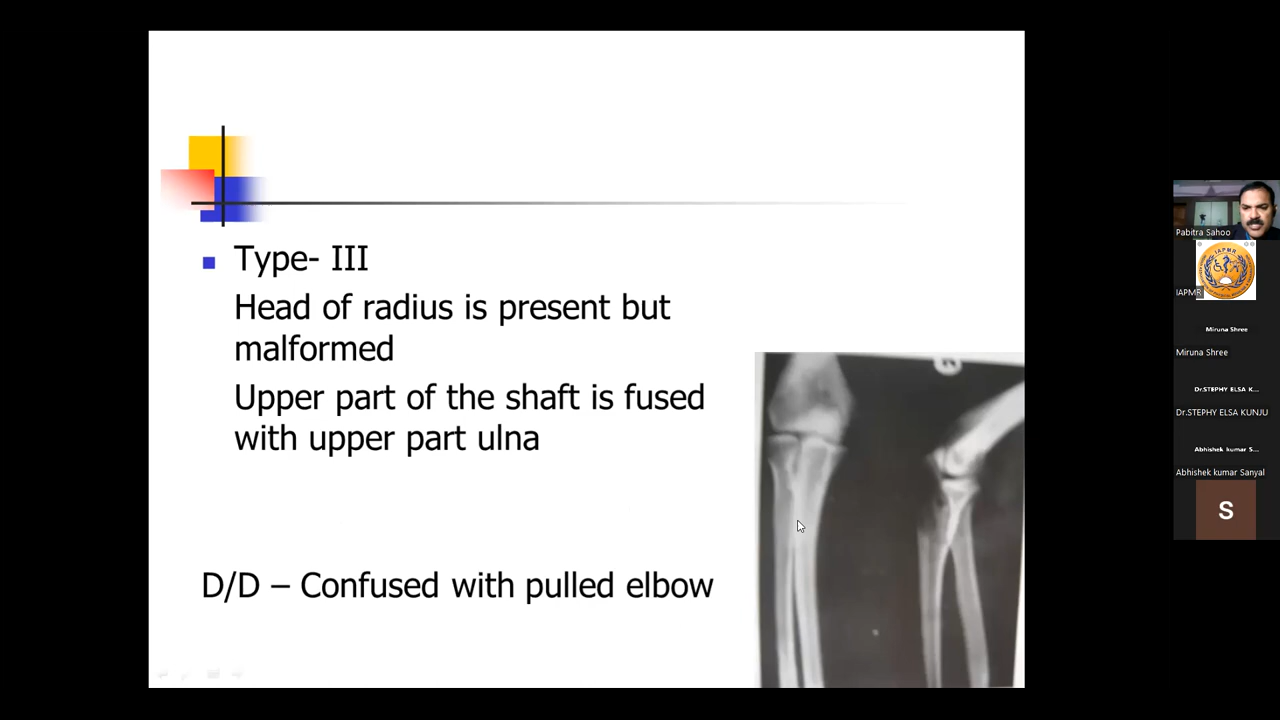 Type- III
Head of radius is present but
malformed
Upper part of the shaft is fused
with upper part ulna
D/D – Confused with pulled elbow
Pabitra Sahoo
IAPMR
IAPMR
Miruna Shree
Miruna Shree
Dr.STEPHY ELSA K...
Dr.STEPHY ELSA KUNJU
Abhishek kumar S...
Abhishek kumar Sanyal
S